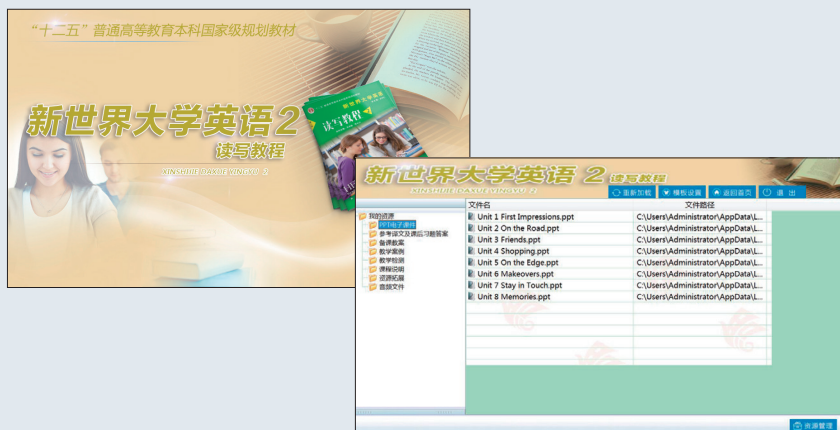 “十二五”普通高等教育本科国家级规划教材
新世界大学英语2
读写教程
XINSHIJIE DAXUE YINGYU 2
读写教程
新世界大学英语 2 读写教程
XINSHIJIE DAXUE YINGYU 2
重新加载 模板设置 返回首页 退 出
文件名 文件路径
我的资源
PPT电子课件
参考译文及课后习题答案
备课教案
教学案例
教学检测
课程说明
资源拓展
音频文件
Unit 1 First Impressions.ppt C:\Users\Administrator\AppData\L...
Unit 2 On the Road.ppt C:\Users\Administrator\AppData\L...
Unit 3 Friends.ppt C:\Users\Administrator\AppData\L...
Unit 4 Shopping.ppt C:\Users\Administrator\AppData\L...
Unit 5 On the Edge.ppt C:\Users\Administrator\AppData\L...
Unit 6 Makeovers.ppt C:\Users\Administrator\AppData\L...
Unit 7 Stay in Touch.ppt C:\Users\Administrator\AppData\L...
Unit 8 Memories.ppt C:\Users\Administrator\AppData\L...
资源管理